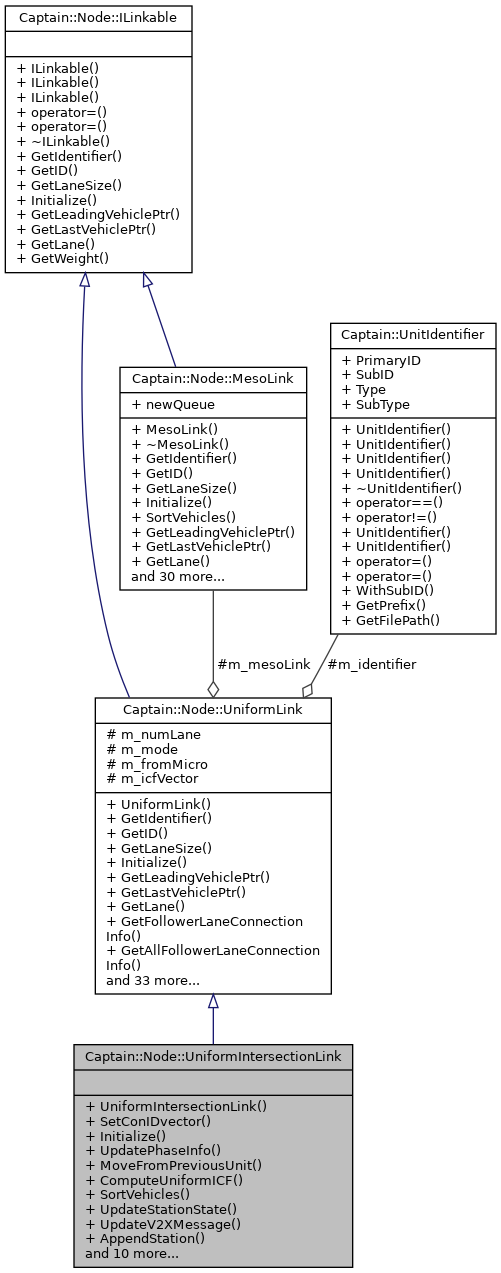 Captain::Node::ILinkable
+ ILinkable()
+ ILinkable()
+ ILinkable()
+ operator=()
+ operator=()
+ ~ILinkable()
+ GetIdentifier()
+ GetID()
+ GetLaneSize()
+ Initialize()
+ GetLeadingVehiclePtr()
+ GetLastVehiclePtr()
+ GetLane()
+ GetWeight()
Captain::Node::MesoLink
+ newQueue
+ MesoLink()
+ ~MesoLink()
+ GetIdentifier()
+ GetID()
+ GetLaneSize()
+ Initialize()
+ SortVehicles()
+ GetLeadingVehiclePtr()
+ GetLastVehiclePtr()
+ GetLane()
and 30 more...
Captain::UnitIdentifier
+ PrimaryID
+ SubID
+ Type
+ SubType
+ UnitIdentifier()
+ UnitIdentifier()
+ UnitIdentifier()
+ UnitIdentifier()
+ ~UnitIdentifier()
+ operator==()
+ operator!=()
+ UnitIdentifier()
+ UnitIdentifier()
+ operator=()
+ operator=()
+ WithSubID()
+ GetPrefix()
+ GetFilePath()
#m_mesoLink
#m_identifier
Captain::Node::UniformLink
# m_numLane
# m_mode
# m_fromMicro
# m_icfVector
+ UniformLink()
+ GetIdentifier()
+ GetID()
+ GetLaneSize()
+ Initialize()
+ GetLeadingVehiclePtr()
+ GetLastVehiclePtr()
+ GetLane()
+ GetFollowerLaneConnection
Info()
+ GetAllFollowerLaneConnection
Info()
and 33 more...
Captain::Node::UniformIntersectionLink
+ UniformIntersectionLink()
+ SetConIDvector()
+ Initialize()
+ UpdatePhaseInfo()
+ MoveFromPreviousUnit()
+ ComputeUniformICF()
+ SortVehicles()
+ UpdateStationState()
+ UpdateV2XMessage()
+ AppendStation()
and 10 more...